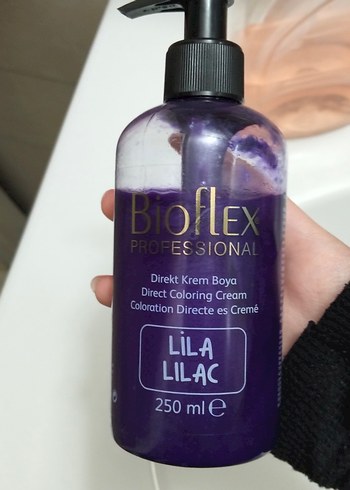 Bioflex
PROFESSIONAL
Direkt Krem Boya
Direct Coloring Cream
Coloration Directe es Cremé
LİLA
LILAC
250 ml ℮